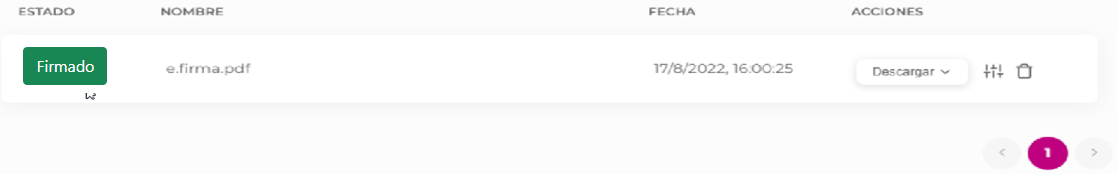 ESTADO NOMBRE FECHA ACCIONES
Firmado e.firma.pdf 17/8/2022, 16:00:25 Descargar
< 1 >